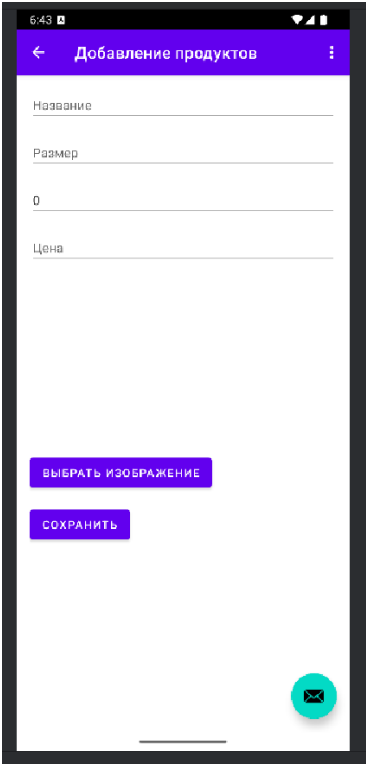 6:43
Добавление продуктов
Название
Размер
0
Цена
ВЫБРАТЬ ИЗОБРАЖЕНИЕ
СОХРАНИТЬ